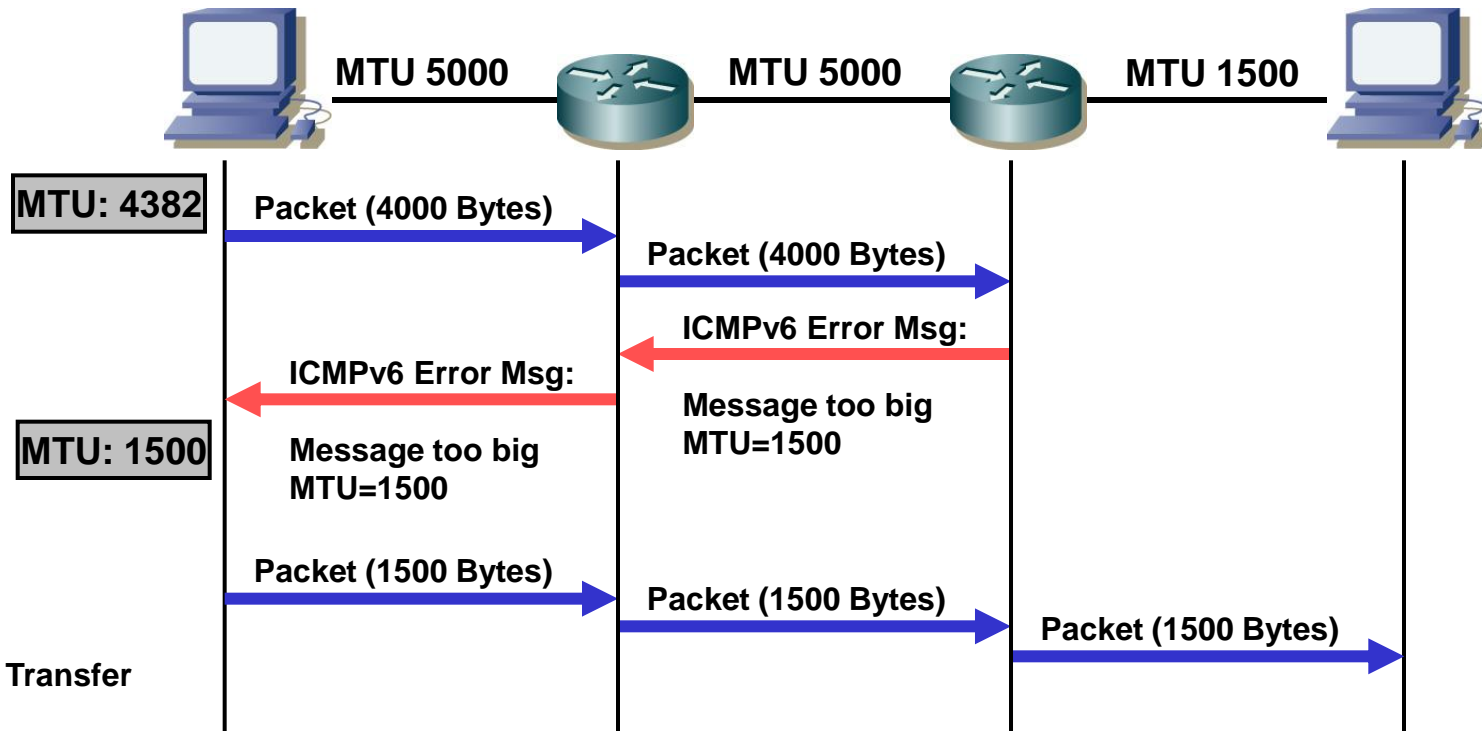 MTU 5000
MTU 5000
MTU 1500
MTU: 4382
Packet (4000 Bytes)
Packet (4000 Bytes)
ICMPv6 Error Msg:
ICMPv6 Error Msg:
Message too big
MTU=1500
MTU: 1500
Message too big
MTU=1500
Packet (1500 Bytes)
Packet (1500 Bytes)
Packet (1500 Bytes)
Transfer